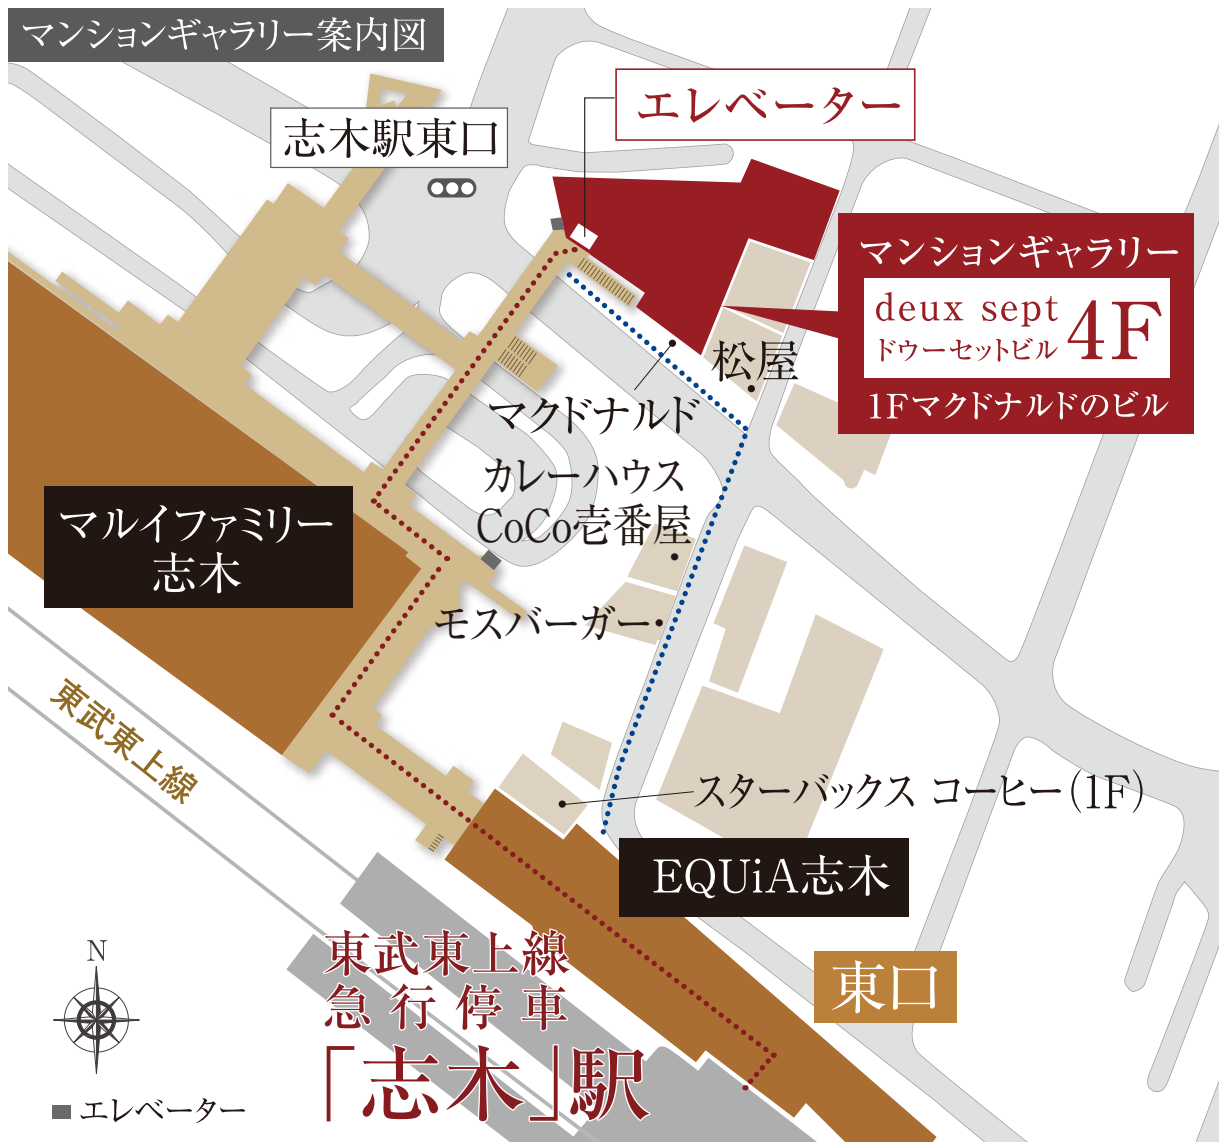 マンションギャラリー案内図
エレベーター
志木駅東口
マンションギャラリー
deux sept
ドゥーセットビル
4F
1Fマクドナルドのビル
松屋
マクドナルド
カレーハウス
CoCo壱番屋
マルイファミリー
志木
モスバーガー
東武東上線
スターバックス コーヒー(1F)
EQUiA志木
東武東上線
急行停車
「志木」駅
東口
N
エレベーター